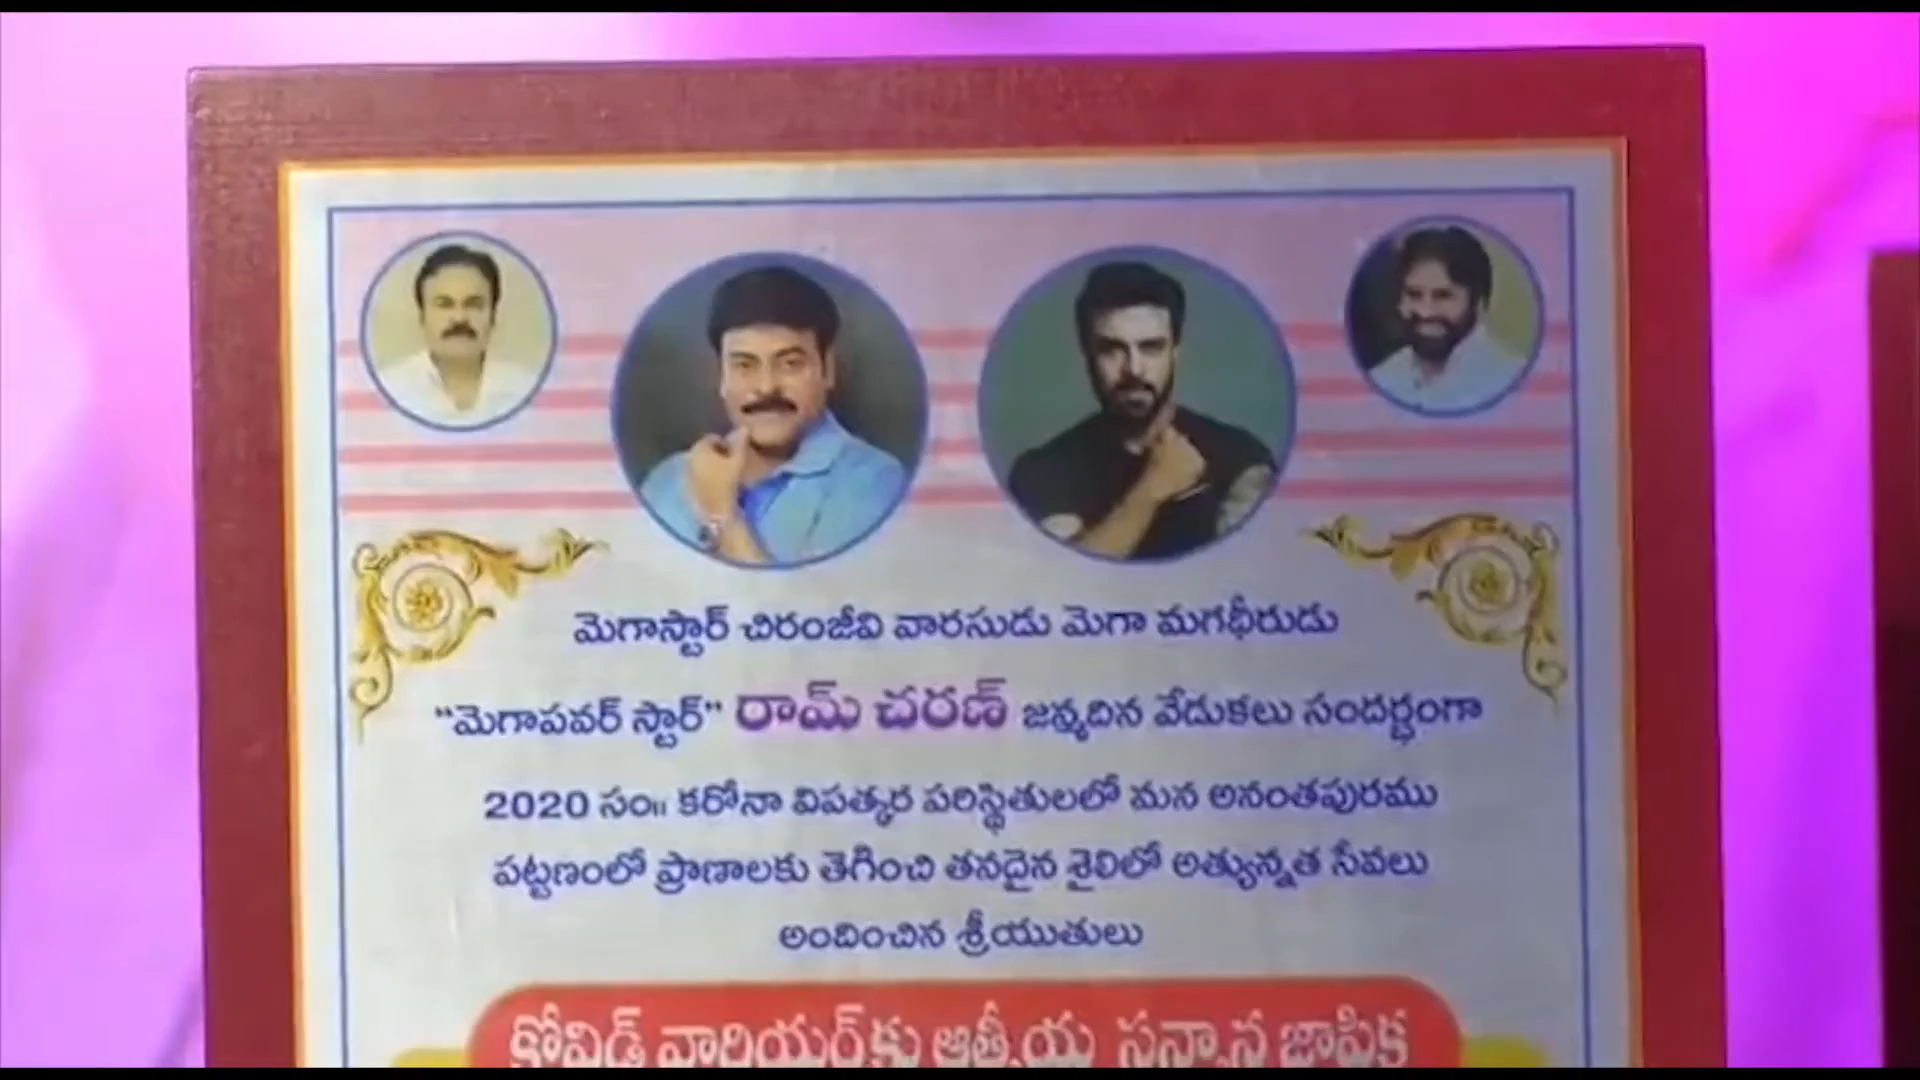 మెగాస్టార్ చిరంజీవి వారసుడు మెగా మగధీరుడు
“మెగాపవర్ స్టార్” రామ్ చరణ్ జన్మదిన వేడుకలు సందర్భంగా
2020 సం॥ కరోనా విపత్కర పరిస్థితులలో మన అనంతపురము
పట్టణంలో ప్రాణాలకు తెగించి తనదైన శైలిలో అత్యున్నత సేవలు
అందించిన శ్రీయుతులు
కోవిడ్ వారియర్‌కు ఆత్మీయ సన్మాన జ్ఞాపిక